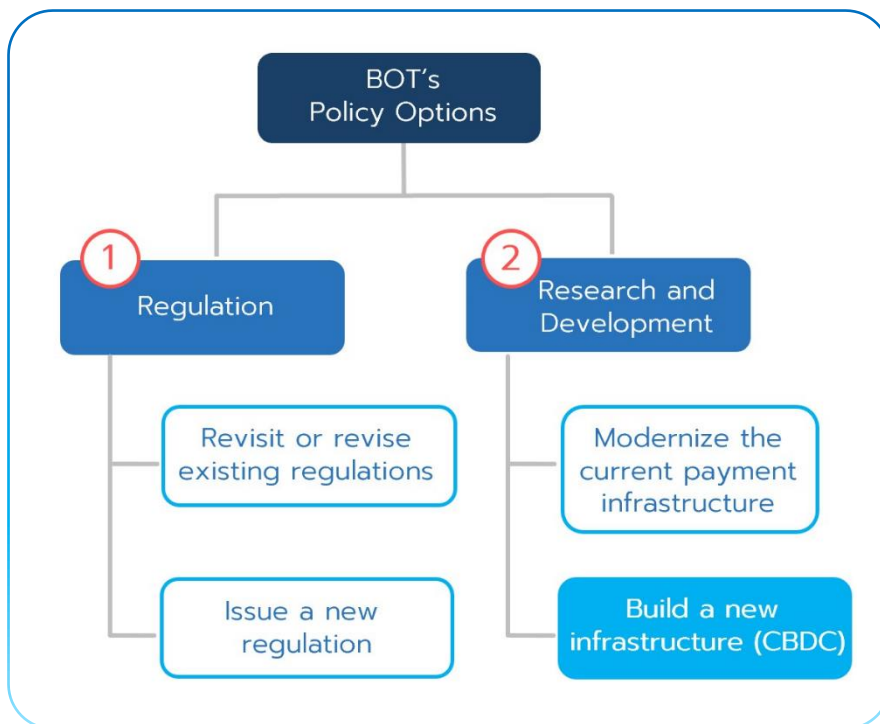 BOT's
Policy Options
1
Regulation
2
Research and
Development
Revisit or revise
existing regulations
Issue a new
regulation
Modernize the
current payment
infrastructure
Build a new
infrastructure (CBDC)